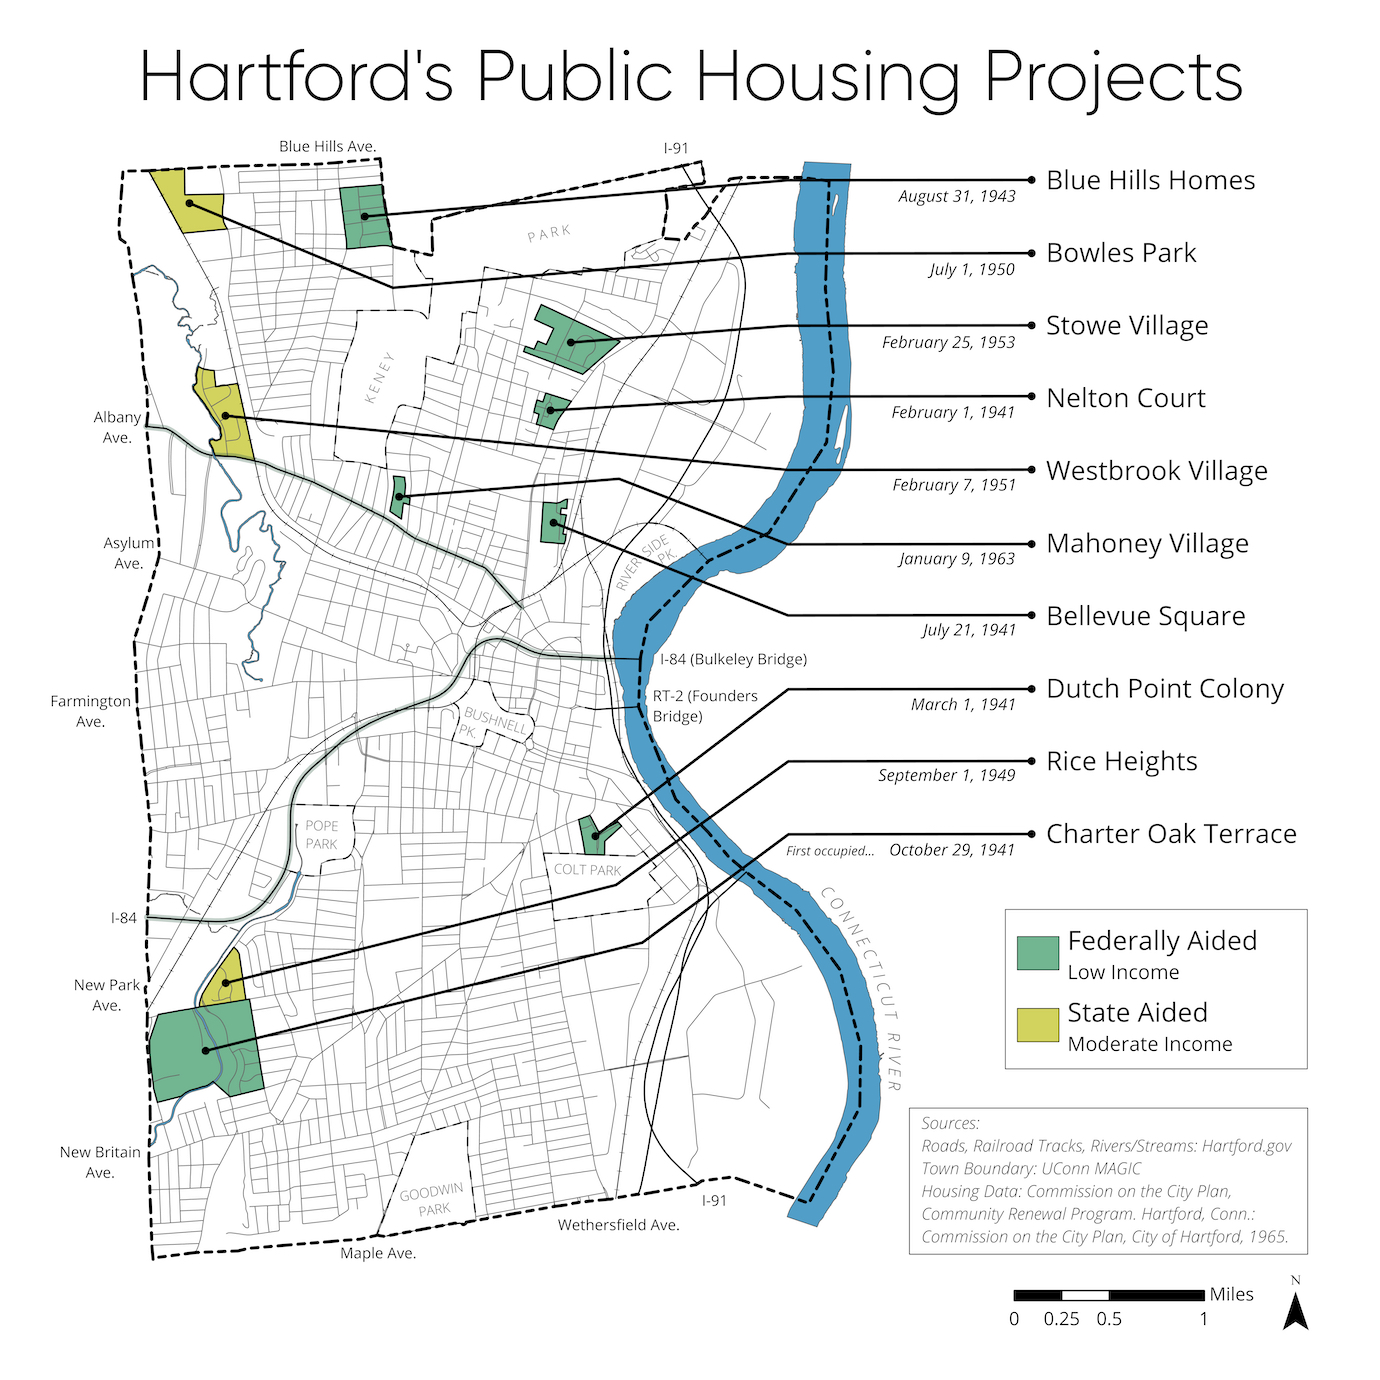 Hartford's Public Housing Projects
Blue Hills Ave.
I-91
Blue Hills Homes
August 31, 1943
PARK
Bowles Park
July 1, 1950
Stowe Village
February 25, 1953
KENEY
Nelton Court
February 1, 1941
Albany
Ave.
Westbrook Village
February 7, 1951
Asylum
Ave.
RIVERSIDE
PK.
Mahoney Village
January 9, 1963
Bellevue Square
July 21, 1941
I-84 (Bulkeley Bridge)
Farmington
Ave.
RT-2 (Founders
Bridge)
BUSHNELL
PK.
Dutch Point Colony
March 1, 1941
Rice Heights
September 1, 1949
POPE
PARK
COLT PARK
Charter Oak Terrace
First occupied... October 29, 1941
I-84
CONNECTICUT RIVER
New Park
Ave.
Federally Aided
Low Income
State Aided
Moderate Income
New Britain
Ave.
GOODWIN
PARK
I-91
Wethersfield Ave.
Maple Ave.
Sources:
Roads, Railroad Tracks, Rivers/Streams: Hartford.gov
Town Boundary: UConn MAGIC
Housing Data: Commission on the City Plan,
Community Renewal Program. Hartford, Conn.:
Commission on the City Plan, City of Hartford, 1965.
Miles
0 0.25 0.5 1
N